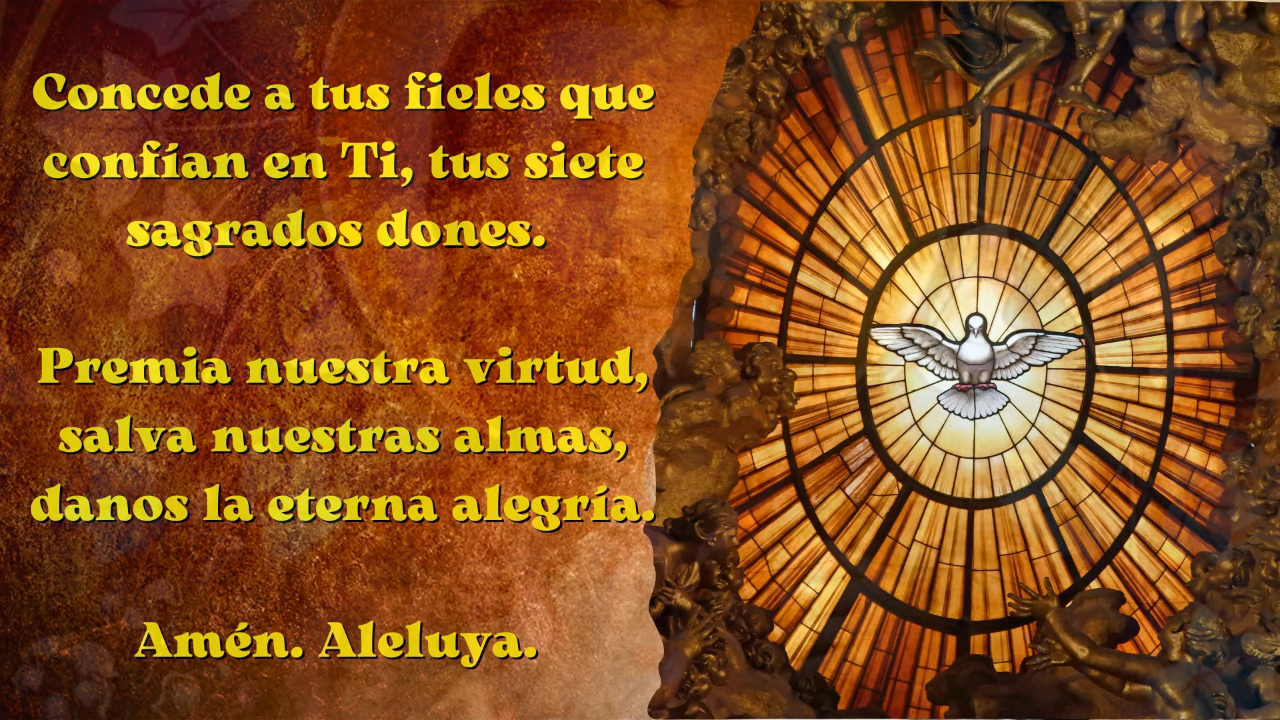 Concede a tus fieles que
confían en Ti, tus siete
sagrados dones.
Premia nuestra virtud,
salva nuestras almas,
danos la eterna alegría.
Amén. Aleluya.